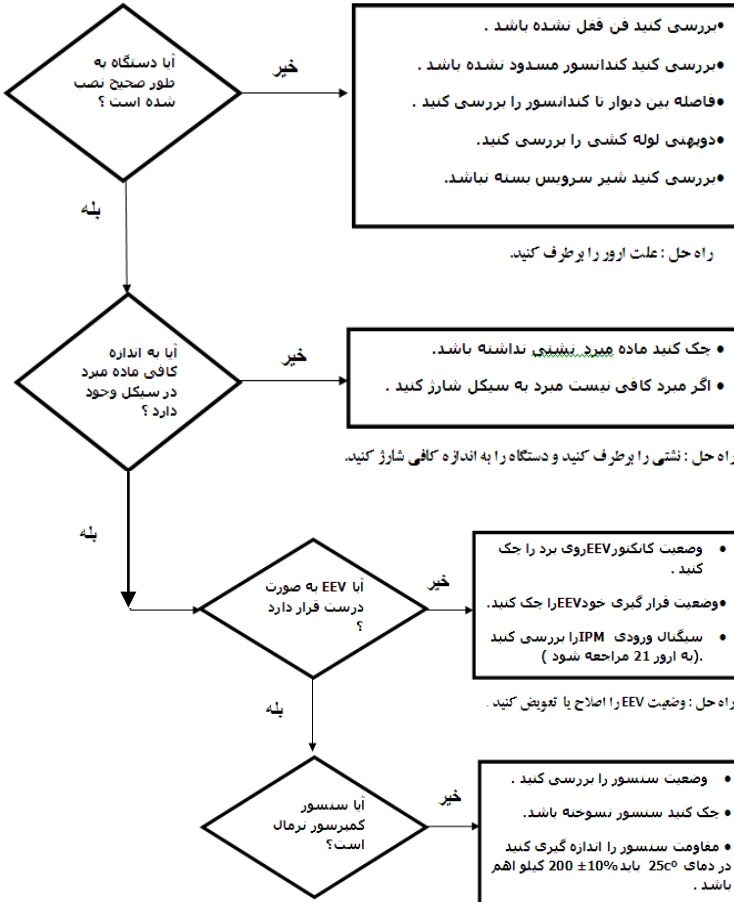 آیا دستگاه به
طور صحیح نصب
شده است ؟
خیر
•بررسی کنید فن قفل نشده باشد .
•بررسی کنید کندانسور مسدود نشده باشد .
•فاصله بین دیوار تا کندانسور را بررسی کنید .
•دوپهنی لوله کشی را بررسی کنید.
•بررسی کنید شیر سرویس بسته نباشد.
بله
راه حل : علت ارور را برطرف کنید.
آیا به اندازه
کافی ماده مبرد
در سیکل وجود
دارد ؟
خیر
• چک کنید ماده مبرد نشتی نداشته باشد.
• اگر مبرد کافی نیست مبرد به سیکل شارژ کنید .
راه حل : نشتی را برطرف کنید و دستگاه را به اندازه کافی شارژ کنید.
بله
آیا EEV به صورت
درست قرار دارد
؟
خیر
• وضعیت کانکتورEEVروی برد را چک
کنید .
•وضعیت قرار گیری خودEEVرا چک کنید.
• سیگنال ورودی IPMرا بررسی کنید
.(به ارور 21 مراجعه شود )
راه حل : وضعیت EEV را اصلاح یا تعویض کنید .
بله
آیا سنسور
کمپرسور نرمال
است؟
خیر
• وضعیت سنسور را بررسی کنید .
• چک کنید سنسور نسوخته باشد.
• مقاومت سنسور را اندازه گیری کنید
در دمای 25cº باید 10%± 200 کیلو اهم
باشد .